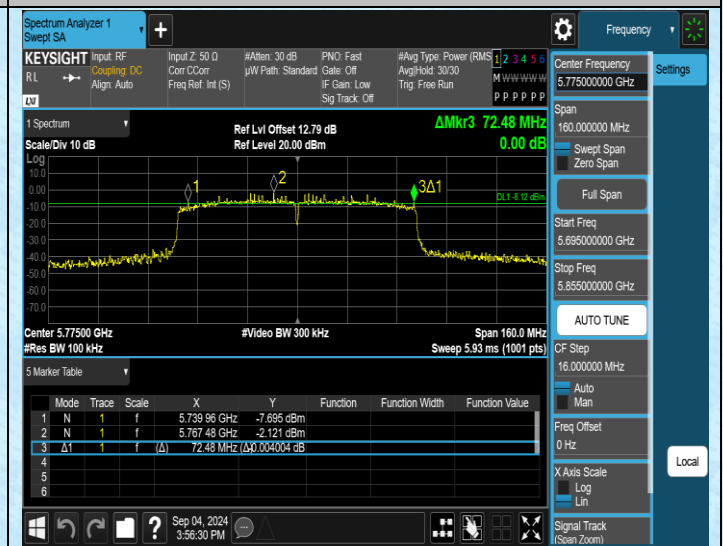 Spectrum Analyzer 1
Swept SA
Frequency
KEYSIGHT
RL
LXI
Input: RF
Coupling: DC
Align: Auto
Input Z: 50 Ω
Corr CCorr
Freq Ref: Int (S)
#Atten: 30 dB
µW Path: Standard
PNO: Fast
Gate: Off
IF Gain: Low
Sig Track: Off
#Avg Type: Power (RMS
Avg|Hold: 30/30
Trig: Free Run
1 2 3 4 5 6
M W W W W W
P P P P P P
1 Spectrum
Scale/Div 10 dB
Ref Lvl Offset 12.79 dB
Ref Level 20.00 dBm
ΔMkr3 72.48 MHz
0.00 dB
Log
10.0
0.00
-10.0
-20.0
-30.0
-40.0
-50.0
-60.0
-70.0
1
2
3Δ1
DL1 -8.12 dBm
Center 5.77500 GHz
#Video BW 300 kHz
Span 160.0 MHz
#Res BW 100 kHz
Sweep 5.93 ms (1001 pts)
5 Marker Table
Mode Trace Scale X Y Function Function Width Function Value
1 N 1 f 5.739 96 GHz -7.695 dBm
2 N 1 f 5.767 48 GHz -2.121 dBm
3 Δ1 1 f (Δ) 72.48 MHz (Δ) -0.004004 dB
4
5
6
Sep 04, 2024
3:56:30 PM
Center Frequency
5.775000000 GHz
Span
160.000000 MHz
Swept Span
Zero Span
Full Span
Start Freq
5.695000000 GHz
Stop Freq
5.855000000 GHz
AUTO TUNE
CF Step
16.000000 MHz
Auto
Man
Freq Offset
0 Hz
X Axis Scale
Log
Lin
Signal Track
(Span Zoom)
Settings
Local